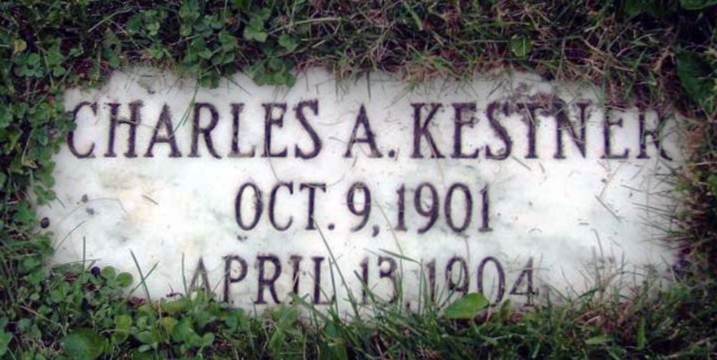 CHARLES A. KESTNER
OCT. 9, 1901
APRIL 13, 1904